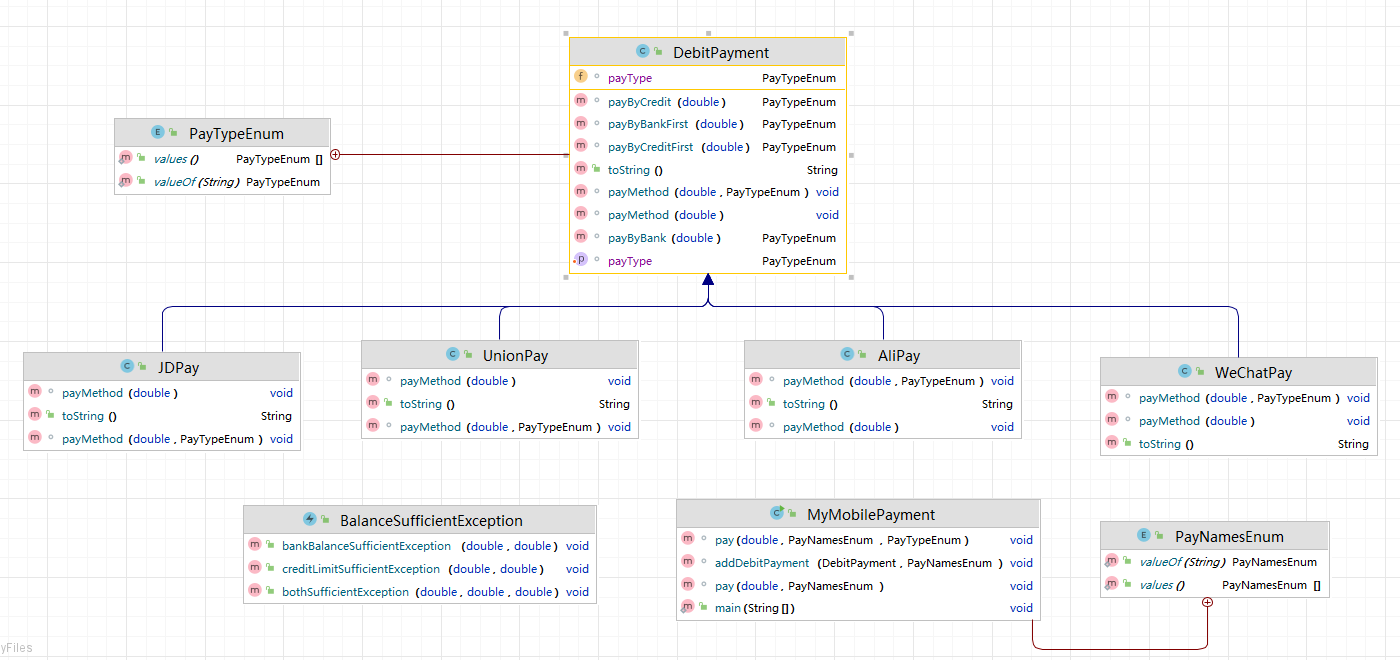 DebitPayment
payType PayTypeEnum
payByCredit (double) PayTypeEnum
payByBankFirst (double) PayTypeEnum
payByCreditFirst (double) PayTypeEnum
toString () String
payMethod (double, PayTypeEnum) void
payMethod (double) void
payByBank (double) PayTypeEnum
payType PayTypeEnum
PayTypeEnum
values () PayTypeEnum []
valueOf (String) PayTypeEnum
JDPay
payMethod (double) void
toString () String
payMethod (double, PayTypeEnum) void
UnionPay
payMethod (double) void
toString () String
payMethod (double, PayTypeEnum) void
AliPay
payMethod (double, PayTypeEnum) void
toString () String
payMethod (double) void
WeChatPay
payMethod (double, PayTypeEnum) void
payMethod (double) void
toString () String
BalanceSufficientException
bankBalanceSufficientException (double, double) void
creditLimitSufficientException (double, double) void
bothSufficientException (double, double, double) void
MyMobilePayment
pay (double, PayNamesEnum, PayTypeEnum) void
addDebitPayment (DebitPayment, PayNamesEnum) void
pay (double, PayNamesEnum) void
main (String []) void
PayNamesEnum
valueOf (String) PayNamesEnum
values () PayNamesEnum []
yFiles